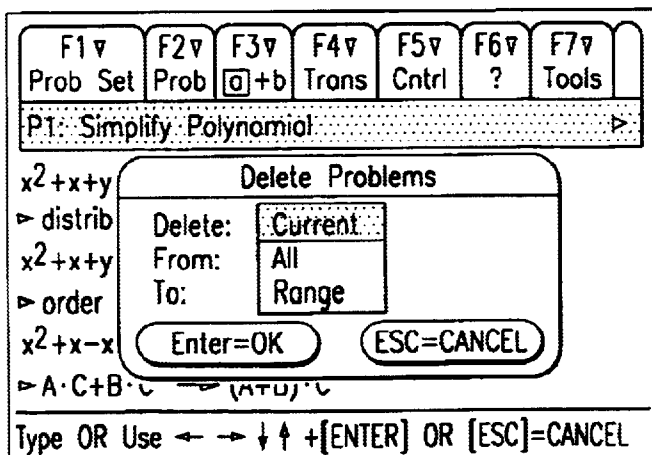 F1▽ F2▽ F3▽ F4▽ F5▽ F6▽ F7▽
Prob Set Prob a+b Trans Cntrl ? Tools
P1: Simplify Polynomial ▷
x²+x+y
Delete Problems
▷ distrib
Delete: Current
x²+x+y
From: All
▷ order
To: Range
x²+x−x
Enter=OK ESC=CANCEL
▷A·C+B·C → (A+B)·C
Type OR Use ← → ↓ ↑ +[ENTER] OR [ESC]=CANCEL